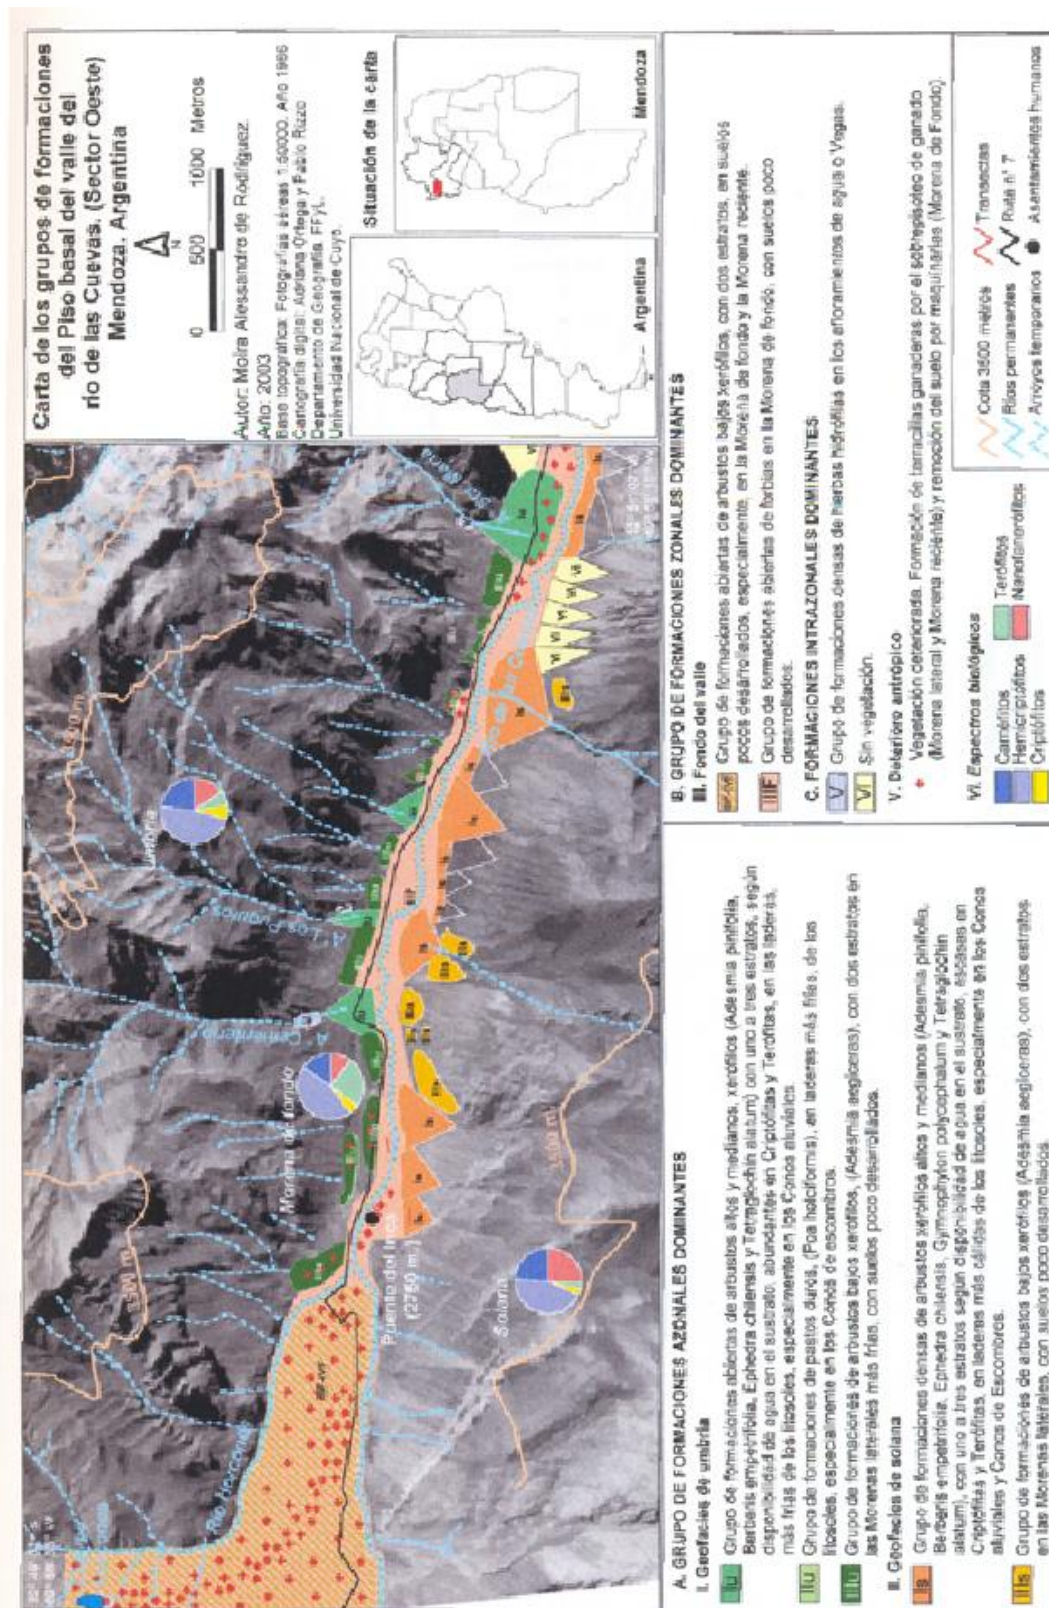 Carta de los grupos de formaciones
del Piso basal del valle del
río de las Cuevas. (Sector Oeste)
Mendoza. Argentina
N
0 500 1000 Metros
Autor: Moira Alessandro de Rodríguez.
Año: 2003
Base topográfica: Fotografías aéreas 1:50000. Año 1966
Cartografía digital: Adriana Ortega y Pablo Rizzo
Departamento de Geografía. FFyL.
Universidad Nacional de Cuyo.
Situación de la carta
Argentina
Mendoza
Umbría
A. Los Puquios
Morena de fondo
Puente del Inca
(2750 m.)
Solana
Río Horcones
3500 m
A. GRUPO DE FORMACIONES AZONALES DOMINANTES
I. Geofacies de umbría
Iu Grupo de formaciones abiertas de arbustos altos y medianos, xerófilos (Adesmia pinifolia,
Berberis empetrifolia, Ephedra chilensis y Tetraglochin alatum) con uno a tres estratos, según
disponibilidad de agua en el sustrato, abundantes en Criptófitas y Terófitas, en las laderas,
más frías de los litosoles, especialmente en los Conos aluviales
IIu Grupo de formaciones de pastos duros, (Poa holciformis), en laderas más frías, de los
litosoles, especialmente en los Conos de escombros.
IIIu Grupo de formaciones de arbustos bajos xerófilos, (Adesmia aegiceras), con dos estratos en
las Morenas laterales más frías, con suelos poco desarrollados.
II. Geofacies de solana
Is Grupo de formaciones densas de arbustos xerófilos altos y medianos (Adesmia pinifolia,
Berberis empetrifolia, Ephedra chilensis, Gymnophyton polycephalum y Tetraglochin
alatum), con uno a tres estratos según disponibilidad de agua en el sustrato, escasas en
Criptófitas y Terófitas, en laderas más cálidas de los litosoles, especialmente en los Conos
aluviales y Conos de Escombros.
IIIs Grupo de formaciones de arbustos bajos xerófilos (Adesmia aegiceras), con dos estratos
en las Morenas laterales, con suelos poco desarrollados.
B. GRUPO DE FORMACIONES ZONALES DOMINANTES
III. Fondo del valle
Grupo de formaciones abiertas de arbustos bajos xerófilos, con dos estratos, en suelos
pocos desarrollados, especialmente, en la Morena de fondo y la Morena reciente.
IIIF Grupo de formaciones abiertas de forbias en la Morena de fondo, con suelos poco
desarrollados.
C. FORMACIONES INTRAZONALES DOMINANTES
V Grupo de formaciones densas de hierbas hidrófilas en los afloramientos de agua o Vegas.
VI Sin vegetación.
V. Deterioro antrópico
Vegetación deteriorada. Formación de terracillas ganaderas por el sobrepisoteo de ganado
(Morena lateral y Morena reciente) y remoción del suelo por maquinarias (Morena de Fondo).
VI. Espectros biológicos
Caméfitos
Hemicriptófitos
Criptófitos
Terófitos
Nanofanerófitos
Cota 3500 metros
Ríos permanentes
Arroyos temporarios
Transectas
Ruta nº 7
Asentamientos humanos